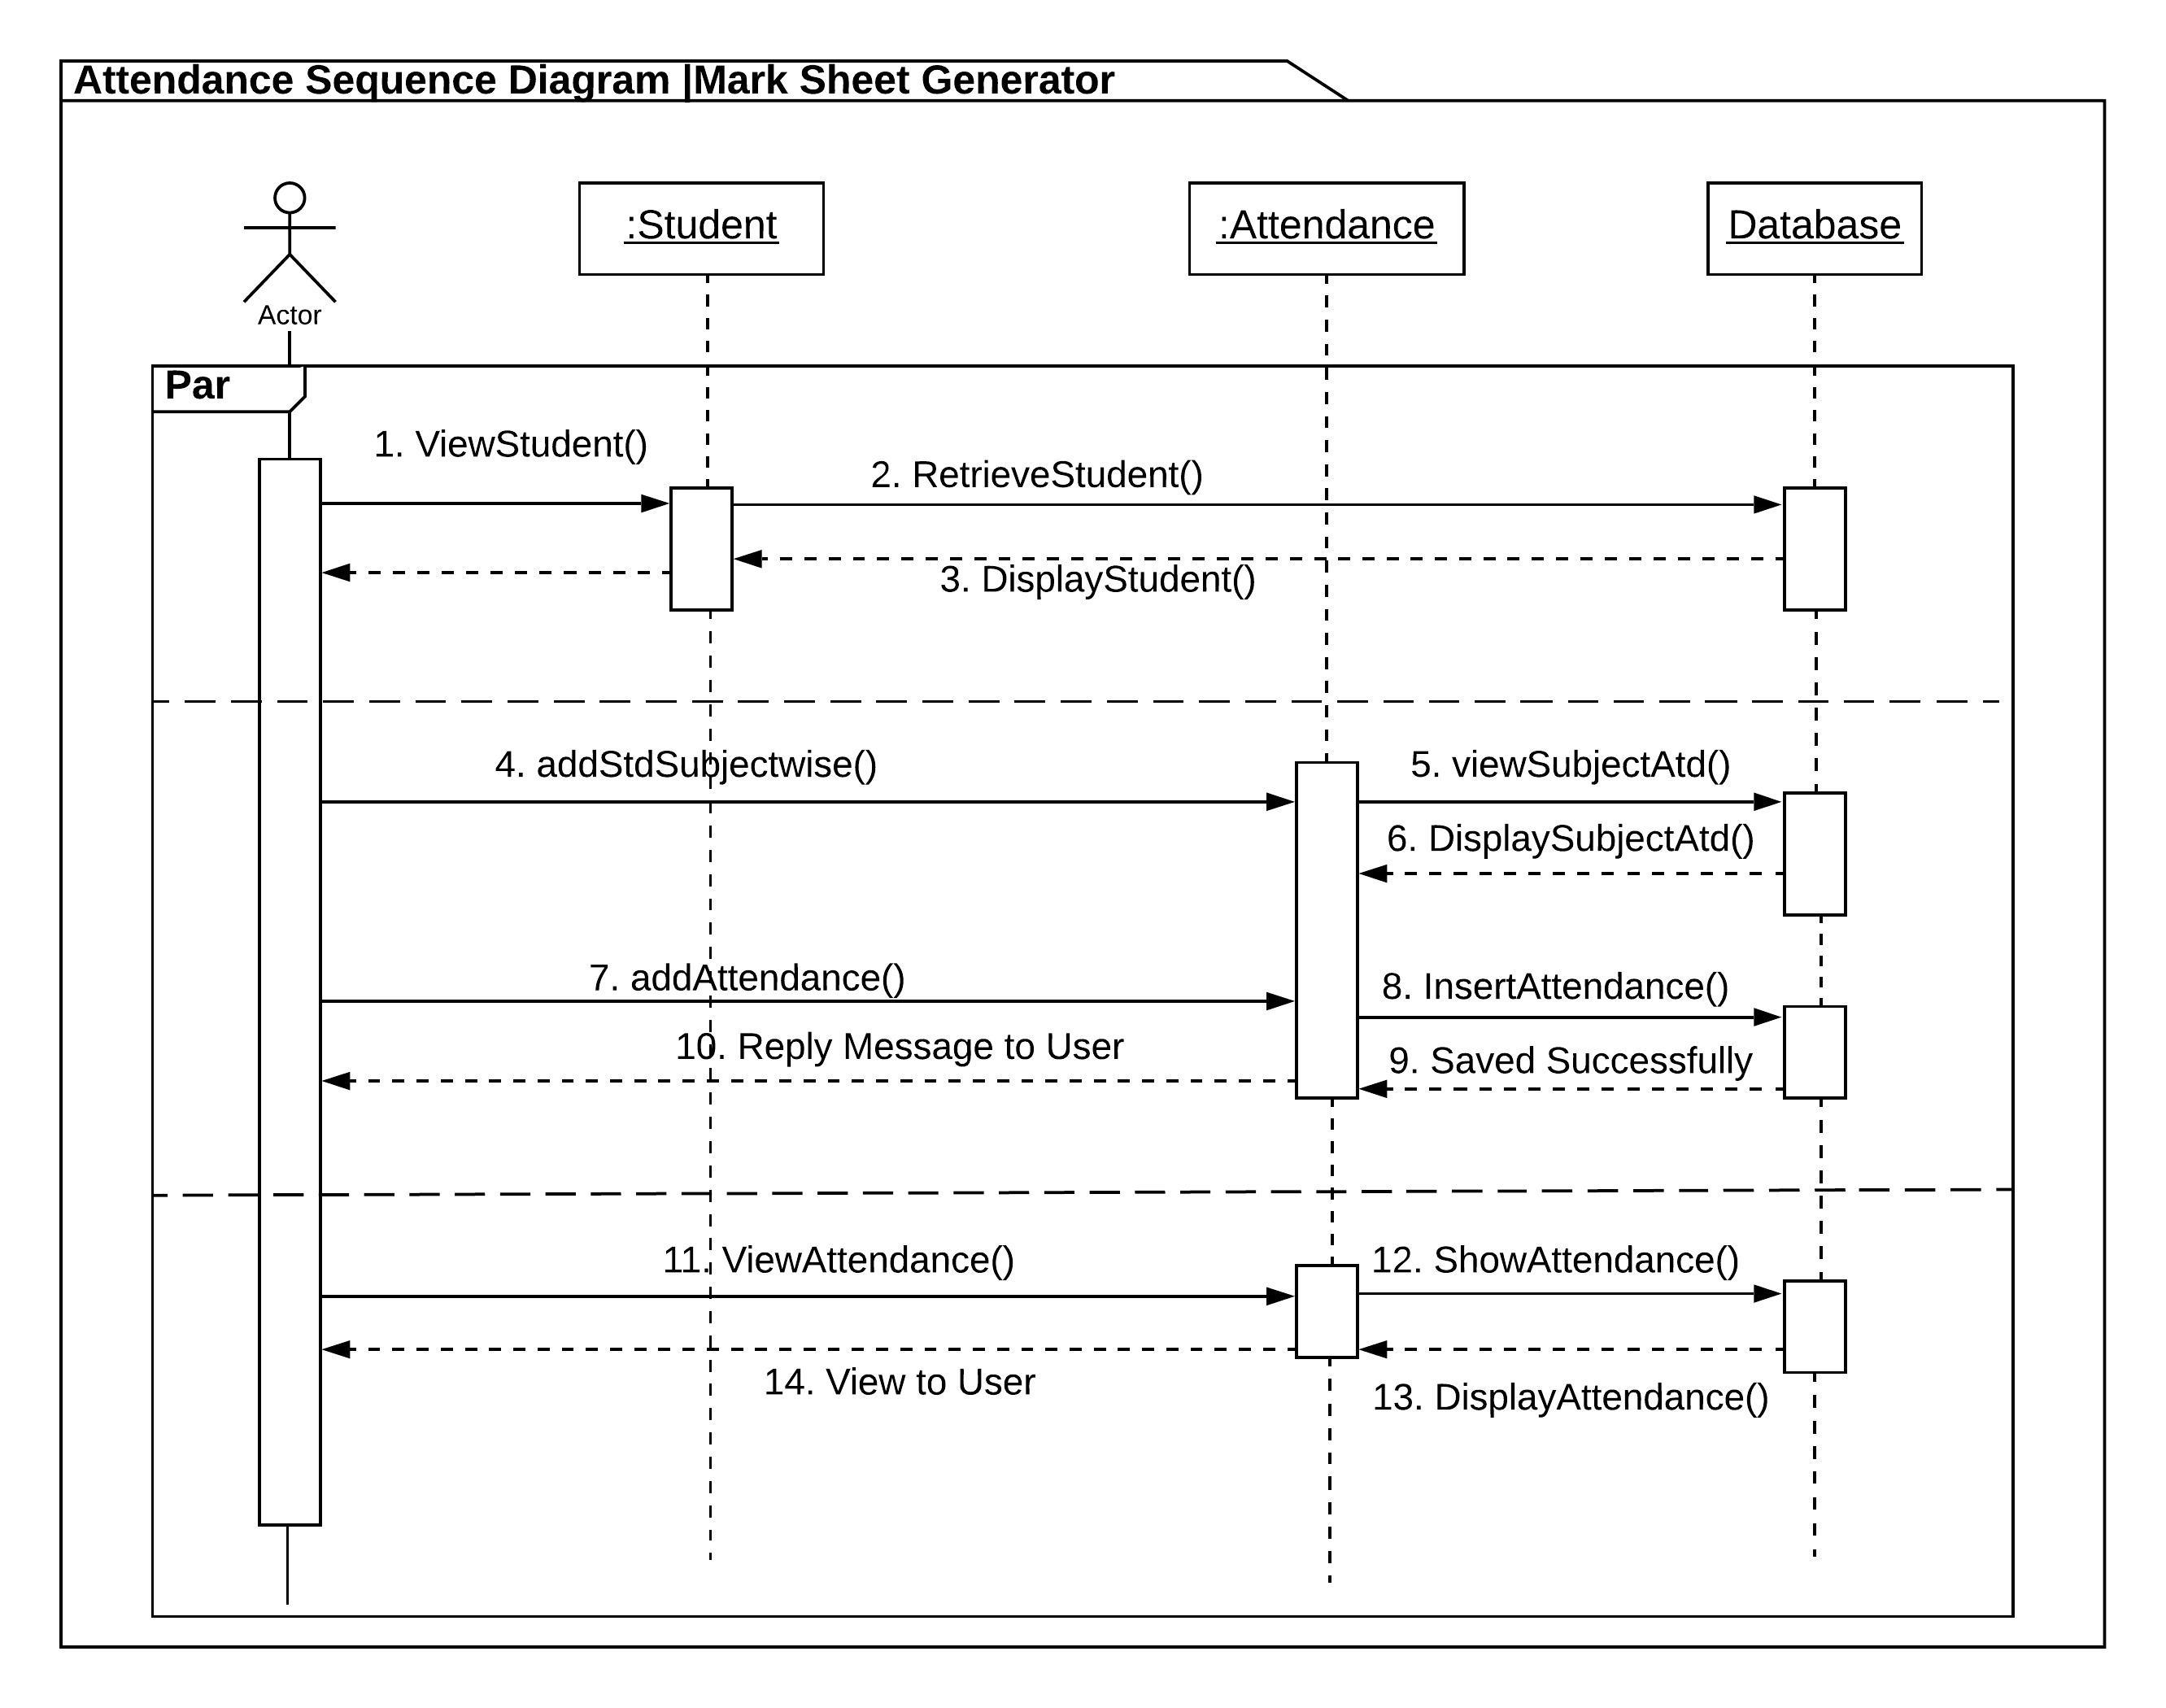 Attendance Sequence Diagram |Mark Sheet Generator
:Student
:Attendance
Database
Actor
Par
1. ViewStudent()
2. RetrieveStudent()
3. DisplayStudent()
4. addStdSubjectwise()
5. viewSubjectAtd()
6. DisplaySubjectAtd()
7. addAttendance()
8. InsertAttendance()
10. Reply Message to User
9. Saved Successfully
11. ViewAttendance()
12. ShowAttendance()
14. View to User
13. DisplayAttendance()